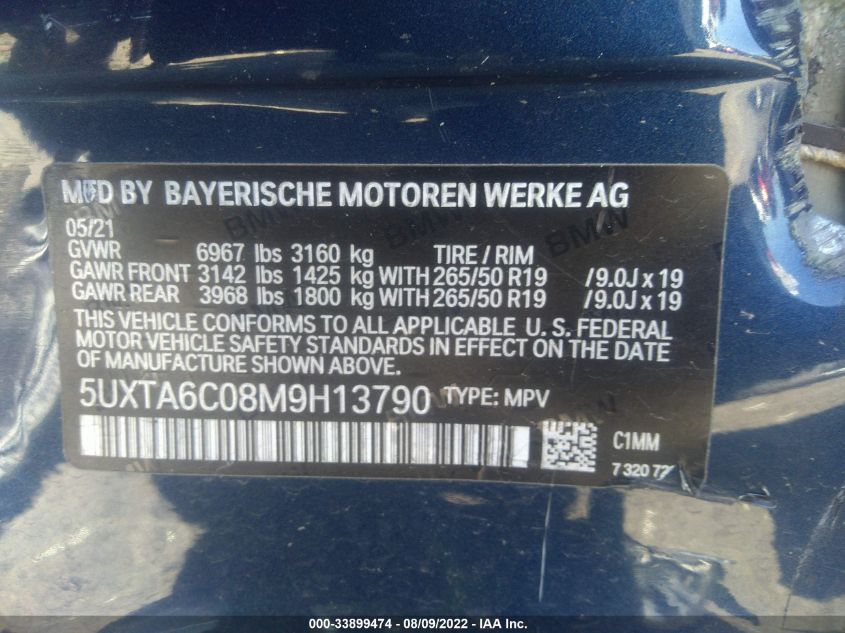 MFD BY BAYERISCHE MOTOREN WERKE AG
05/21
GVWR 6967 lbs 3160 kg TIRE / RIM
GAWR FRONT 3142 lbs 1425 kg WITH 265/50 R19 /9.0J x 19
GAWR REAR 3968 lbs 1800 kg WITH 265/50 R19 /9.0J x 19
THIS VEHICLE CONFORMS TO ALL APPLICABLE U. S. FEDERAL
MOTOR VEHICLE SAFETY STANDARDS IN EFFECT ON THE DATE OF
MANUFACTURE SHOWN ABOVE.
5UXTA6C08M9H13790 TYPE: MPV
C1MM
7 320 72
000-33899474 - 08/09/2022 - IAA Inc.